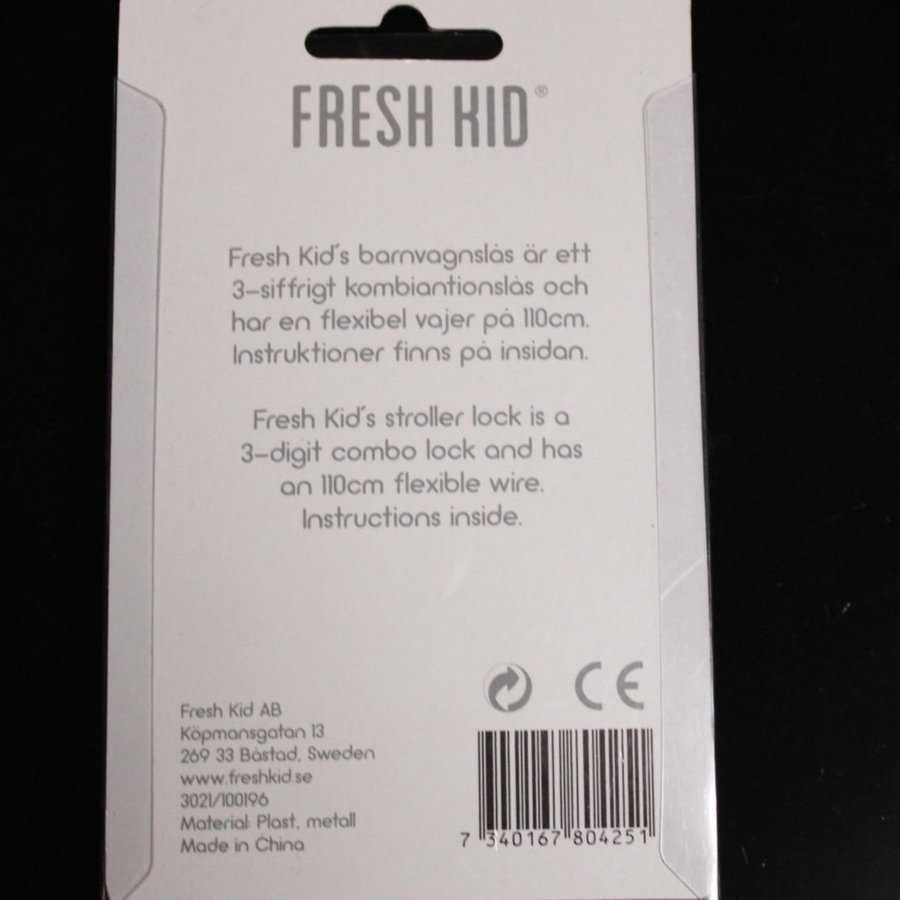 FRESH KID®
Fresh Kid's barnvagnslås är ett
3-siffrigt kombiantionslås och
har en flexibel vajer på 110cm.
Instruktioner finns på insidan.
Fresh Kid's stroller lock is a
3-digit combo lock and has
an 110cm flexible wire.
Instructions inside.
CE
Fresh Kid AB
Köpmansgatan 13
269 33 Båstad, Sweden
www.freshkid.se
3021/100196
Material: Plast, metall
Made in China
7 340167 804251